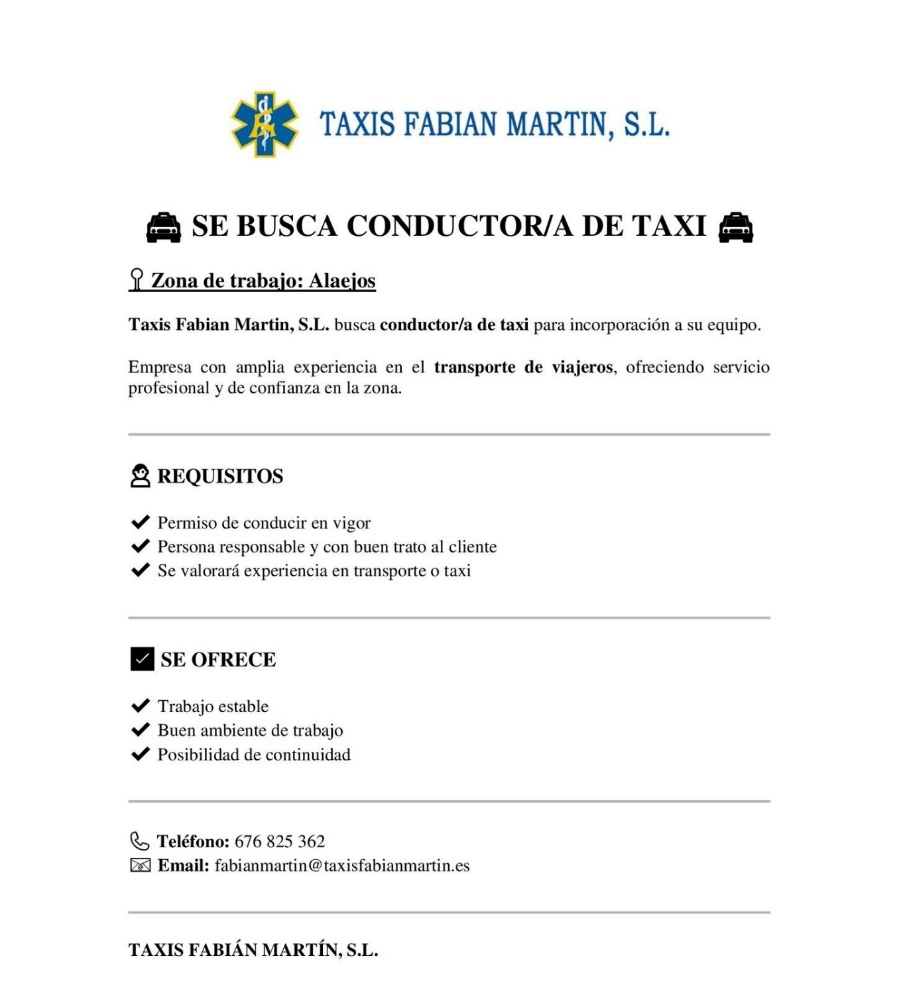 TAXIS FABIAN MARTIN, S.L.
SE BUSCA CONDUCTOR/A DE TAXI
Zona de trabajo: Alaejos
Taxis Fabian Martin, S.L. busca conductor/a de taxi para incorporación a su equipo.
Empresa con amplia experiencia en el transporte de viajeros, ofreciendo servicio
profesional y de confianza en la zona.
REQUISITOS
✔ Permiso de conducir en vigor
✔ Persona responsable y con buen trato al cliente
✔ Se valorará experiencia en transporte o taxi
SE OFRECE
✔ Trabajo estable
✔ Buen ambiente de trabajo
✔ Posibilidad de continuidad
Teléfono: 676 825 362
Email: fabianmartin@taxisfabianmartin.es
TAXIS FABIÁN MARTÍN, S.L.